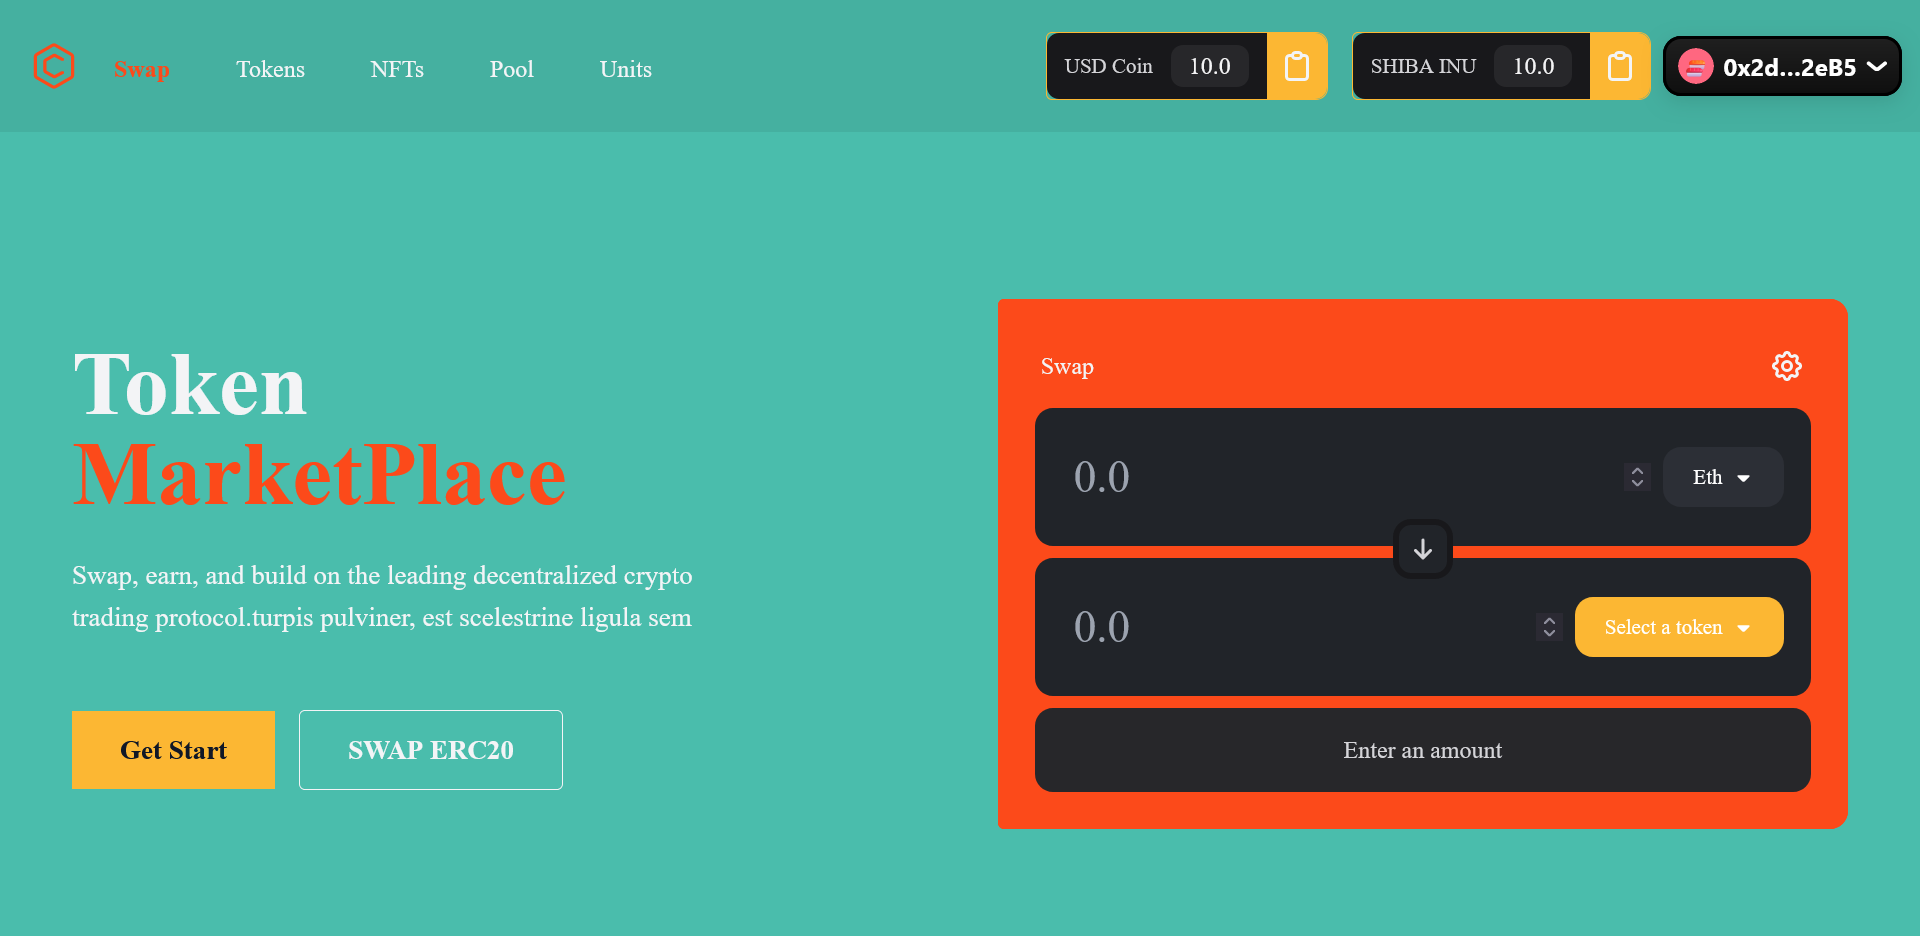 Swap
Tokens
NFTs
Pool
Units
USD Coin 10.0
SHIBA INU 10.0
0x2d...2eB5
Token
MarketPlace
Swap, earn, and build on the leading decentralized crypto
trading protocol.turpis pulviner, est scelestrine ligula sem
Get Start
SWAP ERC20
Swap
0.0
Eth
0.0
Select a token
Enter an amount